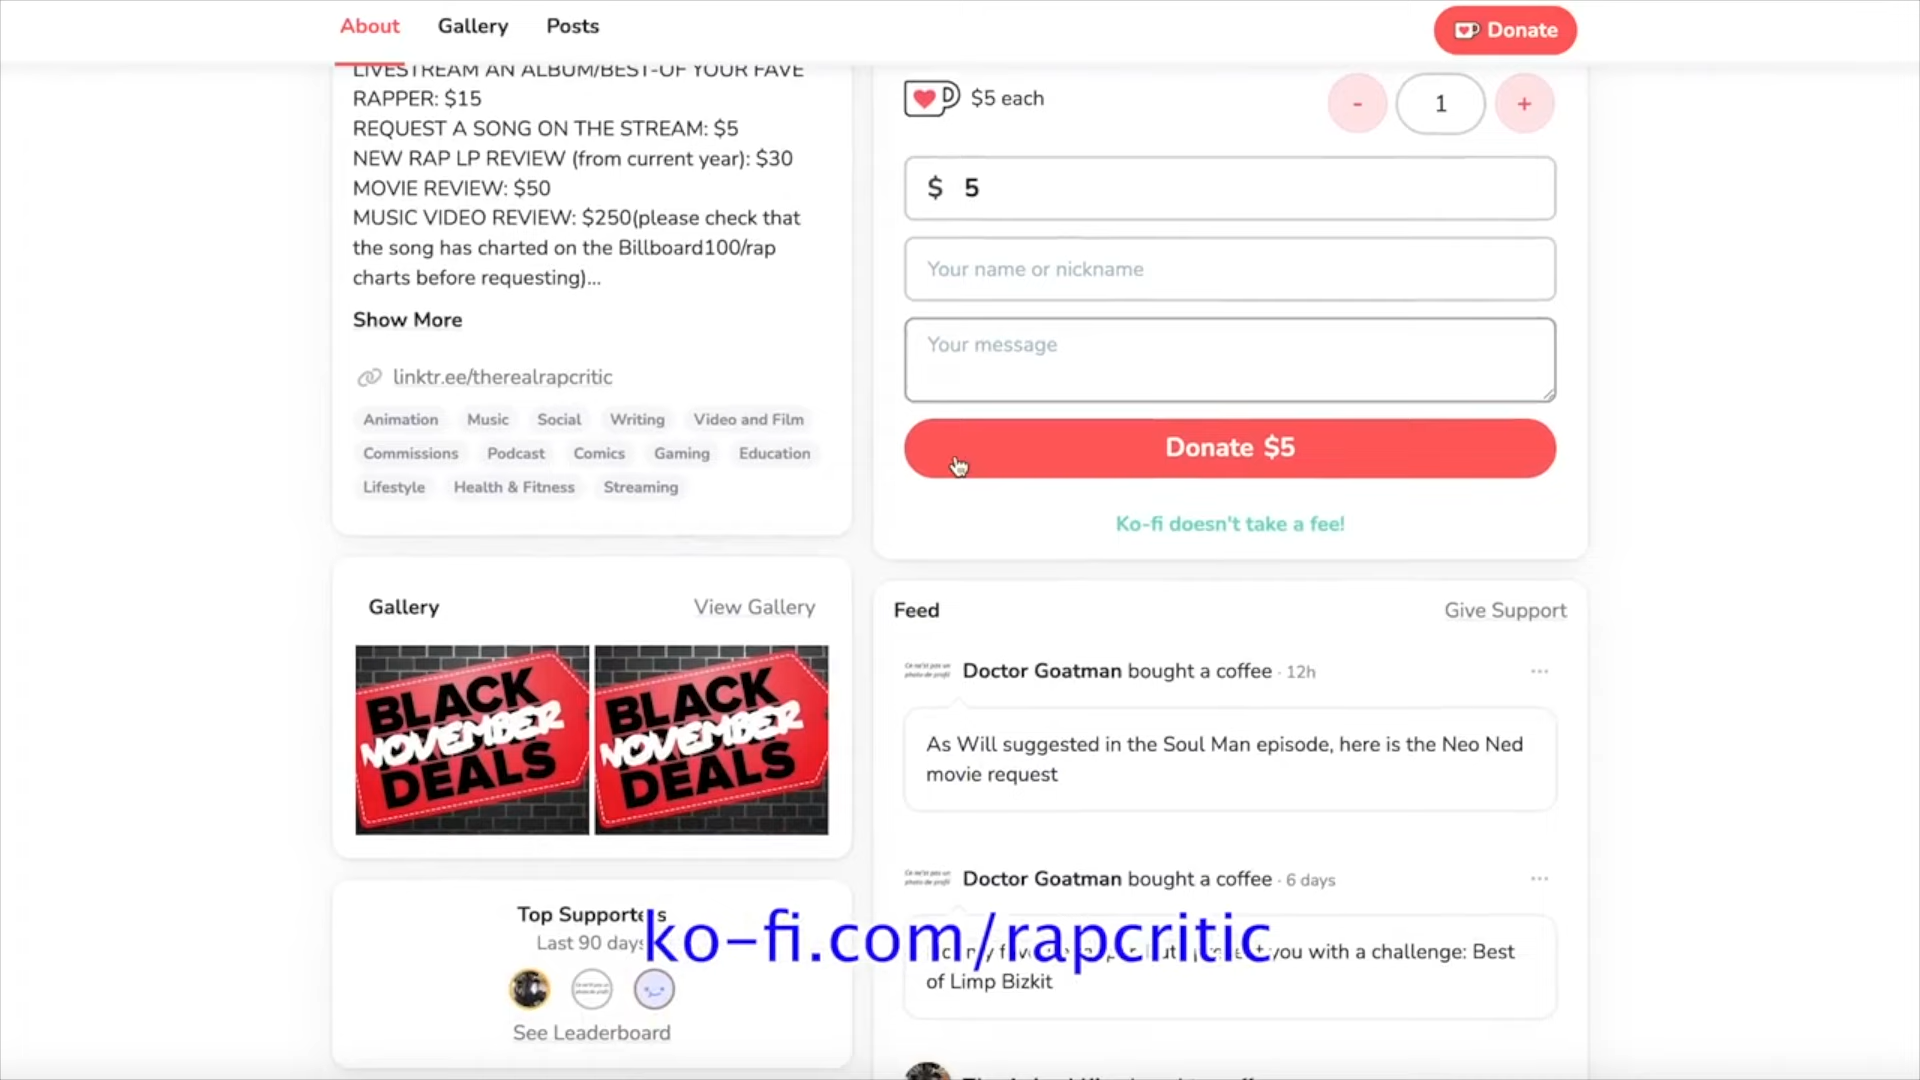 About
Gallery
Posts
Donate
LIVESTREAM AN ALBUM/BEST-OF YOUR FAVE
RAPPER: $15
REQUEST A SONG ON THE STREAM: $5
NEW RAP LP REVIEW (from current year): $30
MOVIE REVIEW: $50
MUSIC VIDEO REVIEW: $250(please check that
the song has charted on the Billboard100/rap
charts before requesting)...
Show More
linktr.ee/therealrapcritic
Animation Music Social Writing Video and Film
Commissions Podcast Comics Gaming Education
Lifestyle Health & Fitness Streaming
$5 each
- 1 +
$ 5
Your name or nickname
Your message
Donate $5
Ko-fi doesn't take a fee!
Gallery View Gallery
BLACK
NOVEMBER
DEALS
BLACK
NOVEMBER
DEALS
Top Supporters
Last 90 days
See Leaderboard
Feed Give Support
Doctor Goatman bought a coffee · 12h
As Will suggested in the Soul Man episode, here is the Neo Ned
movie request
Doctor Goatman bought a coffee · 6 days
you with a challenge: Best
of Limp Bizkit
ko-fi.com/rapcritic